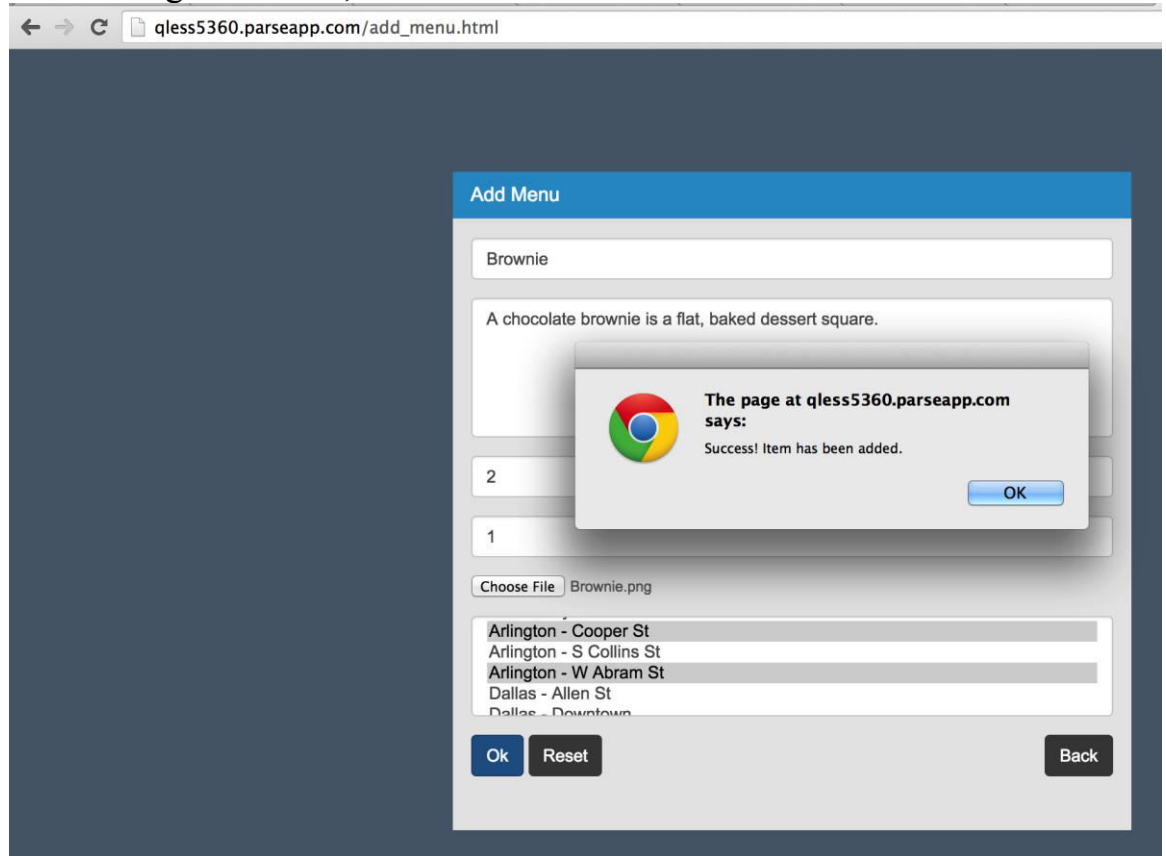 qless5360.parseapp.com/add_menu.html
Add Menu
Brownie
A chocolate brownie is a flat, baked dessert square.
The page at qless5360.parseapp.com
says:
Success! Item has been added.
OK
2
1
Choose File Brownie.png
Arlington - Cooper St
Arlington - S Collins St
Arlington - W Abram St
Dallas - Allen St
Dallas - Downtown
Ok Reset Back